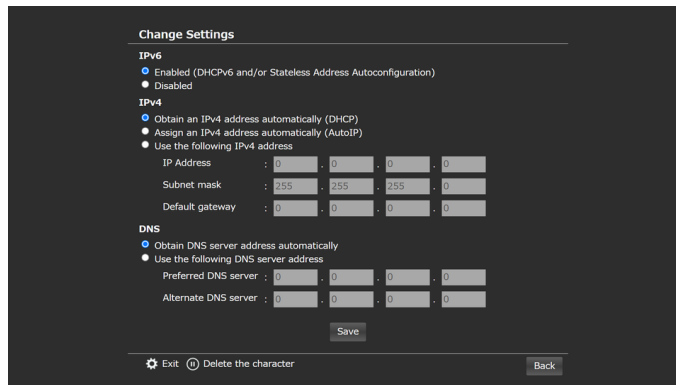 Change Settings
IPv6
Enabled (DHCPv6 and/or Stateless Address Autoconfiguration)
Disabled
IPv4
Obtain an IPv4 address automatically (DHCP)
Assign an IPv4 address automatically (AutoIP)
Use the following IPv4 address
IP Address : 0 . 0 . 0 . 0
Subnet mask : 255 . 255 . 255 . 0
Default gateway : 0 . 0 . 0 . 0
DNS
Obtain DNS server address automatically
Use the following DNS server address
Preferred DNS server : 0 . 0 . 0 . 0
Alternate DNS server : 0 . 0 . 0 . 0
Save
Exit Delete the character Back